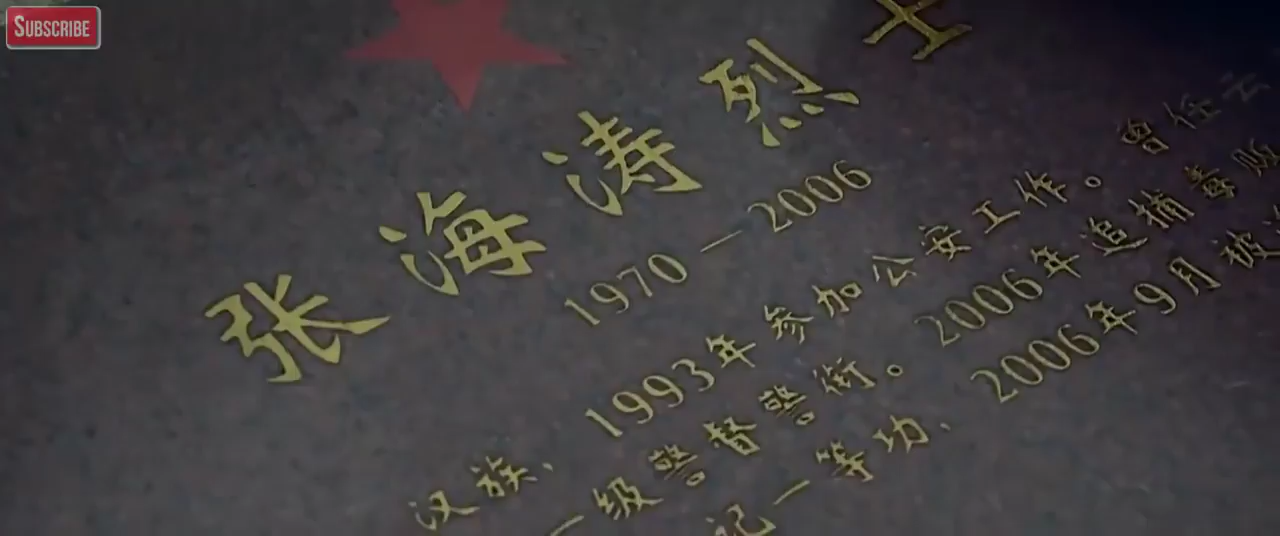 SUBSCRIBE
张海涛烈士
1970—2006
汉族，1993年参加公安工作。曾任云
一级警督警衔。2006年追捕毒贩
记一等功，2006年9月被